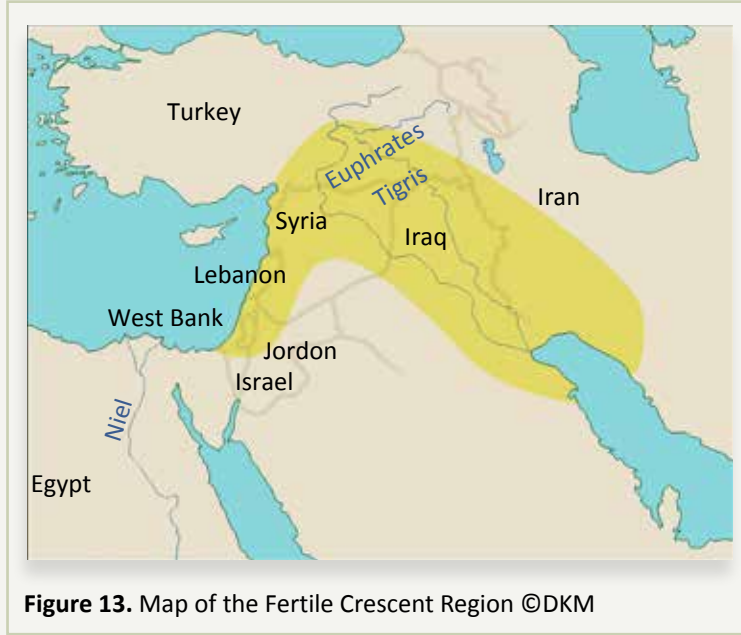 Turkey
Euphrates
Tigris
Iran
Syria
Iraq
Lebanon
West Bank
Jordon
Israel
Niel
Egypt
Figure 13. Map of the Fertile Crescent Region ©DKM